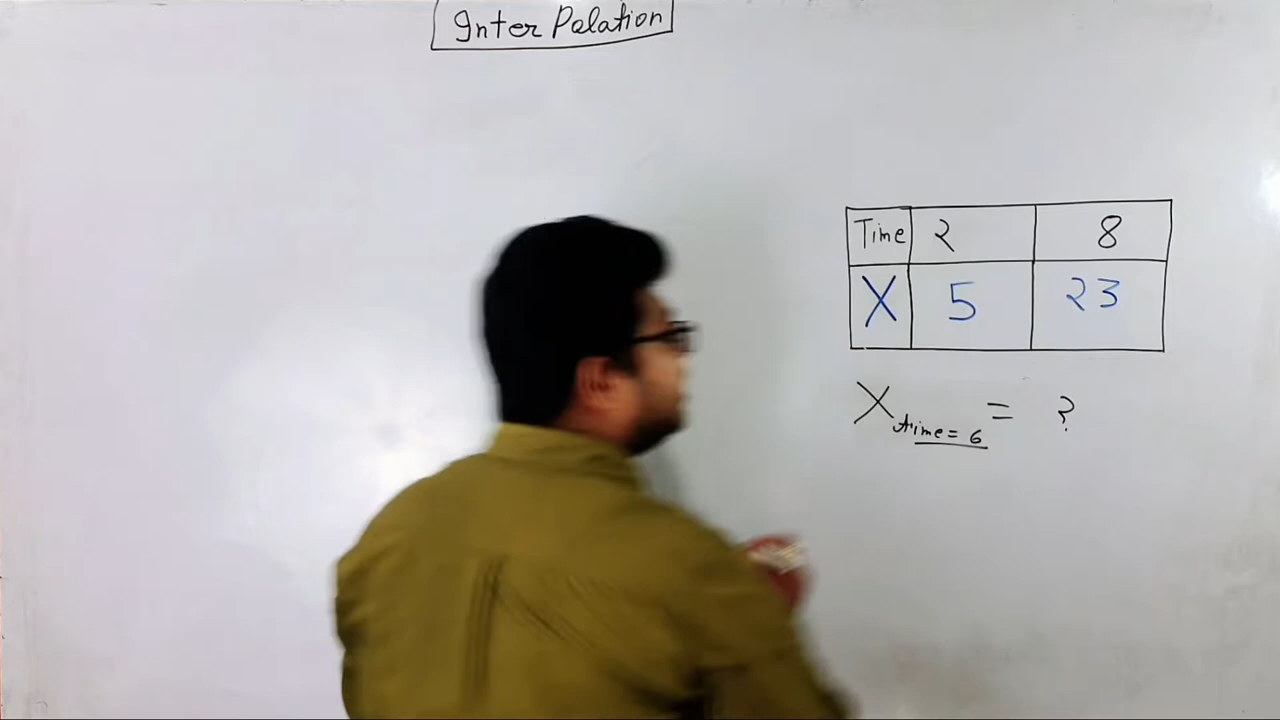 Inter Polation
Time 2 8
X 5 23
X time = 6 = ?